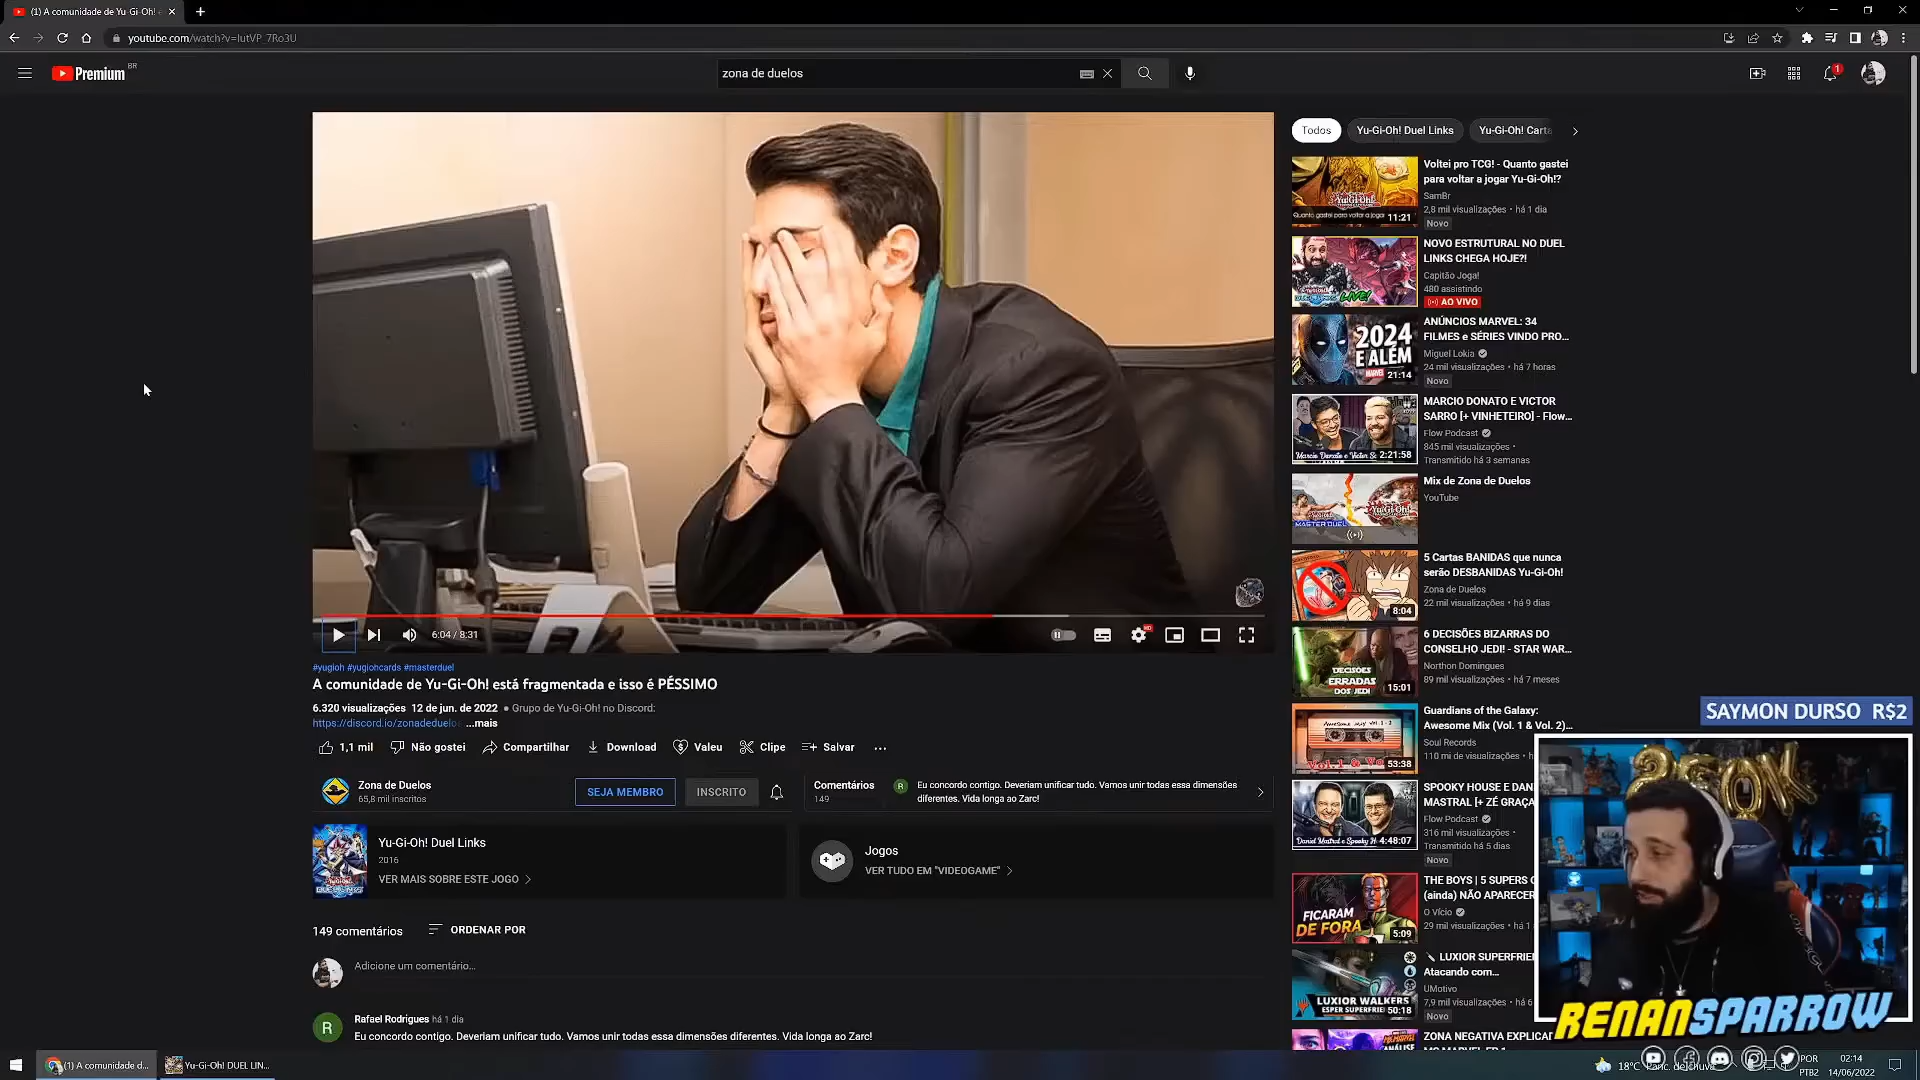 (1) A comunidade de Yu-Gi-Oh! e
youtube.com/watch?v=IutVP_7Ro3U
Premium BR
zona de duelos
1
6:04 / 8:31
#yugioh #yugiohcards #masterduel
A comunidade de Yu-Gi-Oh! está fragmentada e isso é PÉSSIMO
6.320 visualizações 12 de jun. de 2022 • Grupo de Yu-Gi-Oh! no Discord:
https://discord.io/zonadeduelo ...mais
1,1 mil Não gostei Compartilhar Download Valeu Clipe Salvar ...
Zona de Duelos
65,8 mil inscritos
SEJA MEMBRO
INSCRITO
Comentários
149
R
Eu concordo contigo. Deveriam unificar tudo. Vamos unir todas essa dimensões
diferentes. Vida longa ao Zarc!
Yu-Gi-Oh! Duel Links
2016
VER MAIS SOBRE ESTE JOGO
Jogos
VER TUDO EM "VIDEOGAME"
149 comentários
ORDENAR POR
Adicione um comentário...
R
Rafael Rodrigues há 1 dia
Eu concordo contigo. Deveriam unificar tudo. Vamos unir todas essa dimensões diferentes. Vida longa ao Zarc!
Todos
Yu-Gi-Oh! Duel Links
Yu-Gi-Oh! Carta
Quanto gastei para voltar a jogar
11:21
Voltei pro TCG! - Quanto gastei
para voltar a jogar Yu-Gi-Oh!?
SamBr
2,8 mil visualizações • há 1 dia
Novo
LIVE!
NOVO ESTRUTURAL NO DUEL
LINKS CHEGA HOJE?!
Capitão Joga!
480 assistindo
AO VIVO
2024
E ALÉM
MARVEL
21:14
ANÚNCIOS MARVEL: 34
FILMES e SÉRIES VINDO PRO...
Miguel Lokia
24 mil visualizações • há 7 horas
Novo
2:21:58
MARCIO DONATO E VICTOR
SARRO [+ VINHETEIRO] - Flow...
Flow Podcast
845 mil visualizações •
Transmitido há 3 semanas
MASTER DUEL
Mix de Zona de Duelos
YouTube
8:04
5 Cartas BANIDAS que nunca
serão DESBANIDAS Yu-Gi-Oh!
Zona de Duelos
22 mil visualizações • há 9 dias
DECISÕES
ERRADAS
DOS JEDI
15:01
6 DECISÕES BIZARRAS DO
CONSELHO JEDI! - STAR WAR...
Northon Domingues
89 mil visualizações • há 7 meses
53:38
Guardians of the Galaxy:
Awesome Mix (Vol. 1 & Vol. 2)...
Soul Records
110 mi de visualizações •
4:48:07
SPOOKY HOUSE E DAN
MASTRAL [+ ZÉ GRAÇA
Flow Podcast
316 mil visualizações •
Transmitido há 5 dias
Novo
FICARAM
DE FORA
5:09
THE BOYS | 5 SUPERS
(ainda) NÃO APARECER
O Vício
29 mil visualizações • há 1
LUXIOR WALKERS
ESPER SUPERFRIE
50:18
LUXIOR SUPERFRIE
Atacando com...
UMotivo
7,9 mil visualizações • há 6
Novo
ZONA NEGATIVA EXPLICA
SAYMON DURSO R$2
RENANSPARROW
(1) A comunidade d...
Yu-Gi-Oh! DUEL LIN...
18°C
POR
PTB2
02:14
14/06/2022